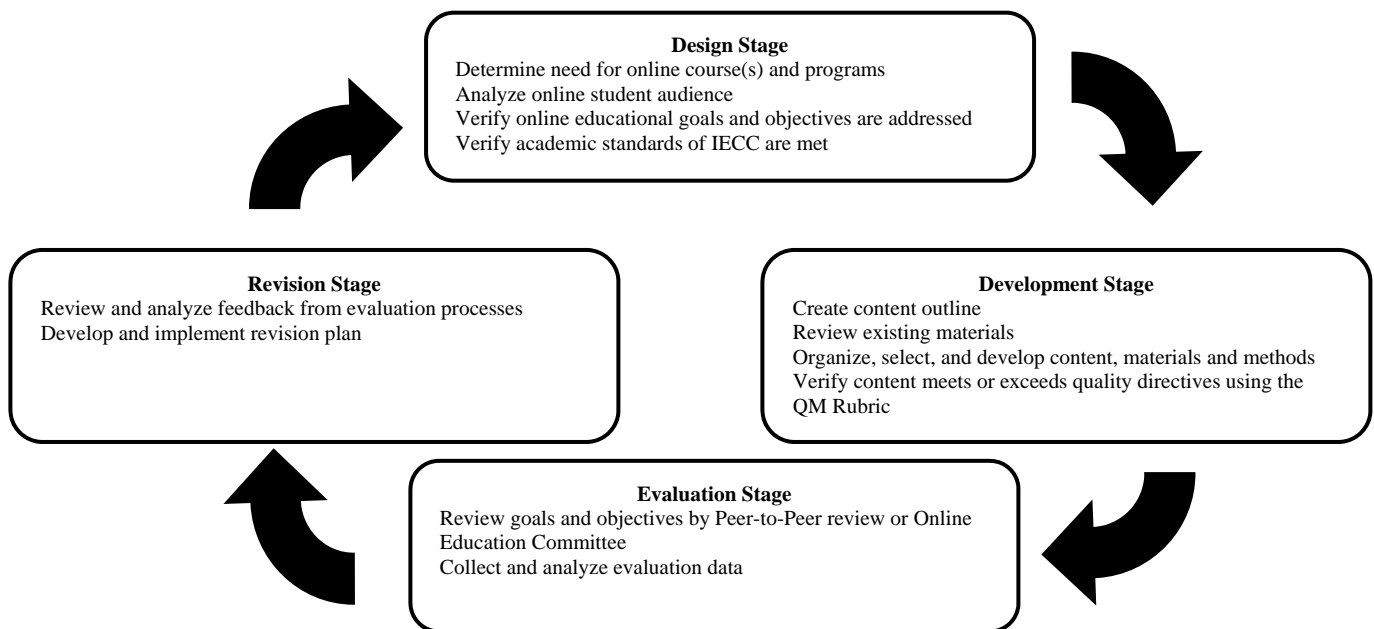 Design Stage
Determine need for online course(s) and programs
Analyze online student audience
Verify online educational goals and objectives are addressed
Verify academic standards of IECC are met
Revision Stage
Review and analyze feedback from evaluation processes
Develop and implement revision plan
Development Stage
Create content outline
Review existing materials
Organize, select, and develop content, materials and methods
Verify content meets or exceeds quality directives using the
QM Rubric
Evaluation Stage
Review goals and objectives by Peer-to-Peer review or Online
Education Committee
Collect and analyze evaluation data